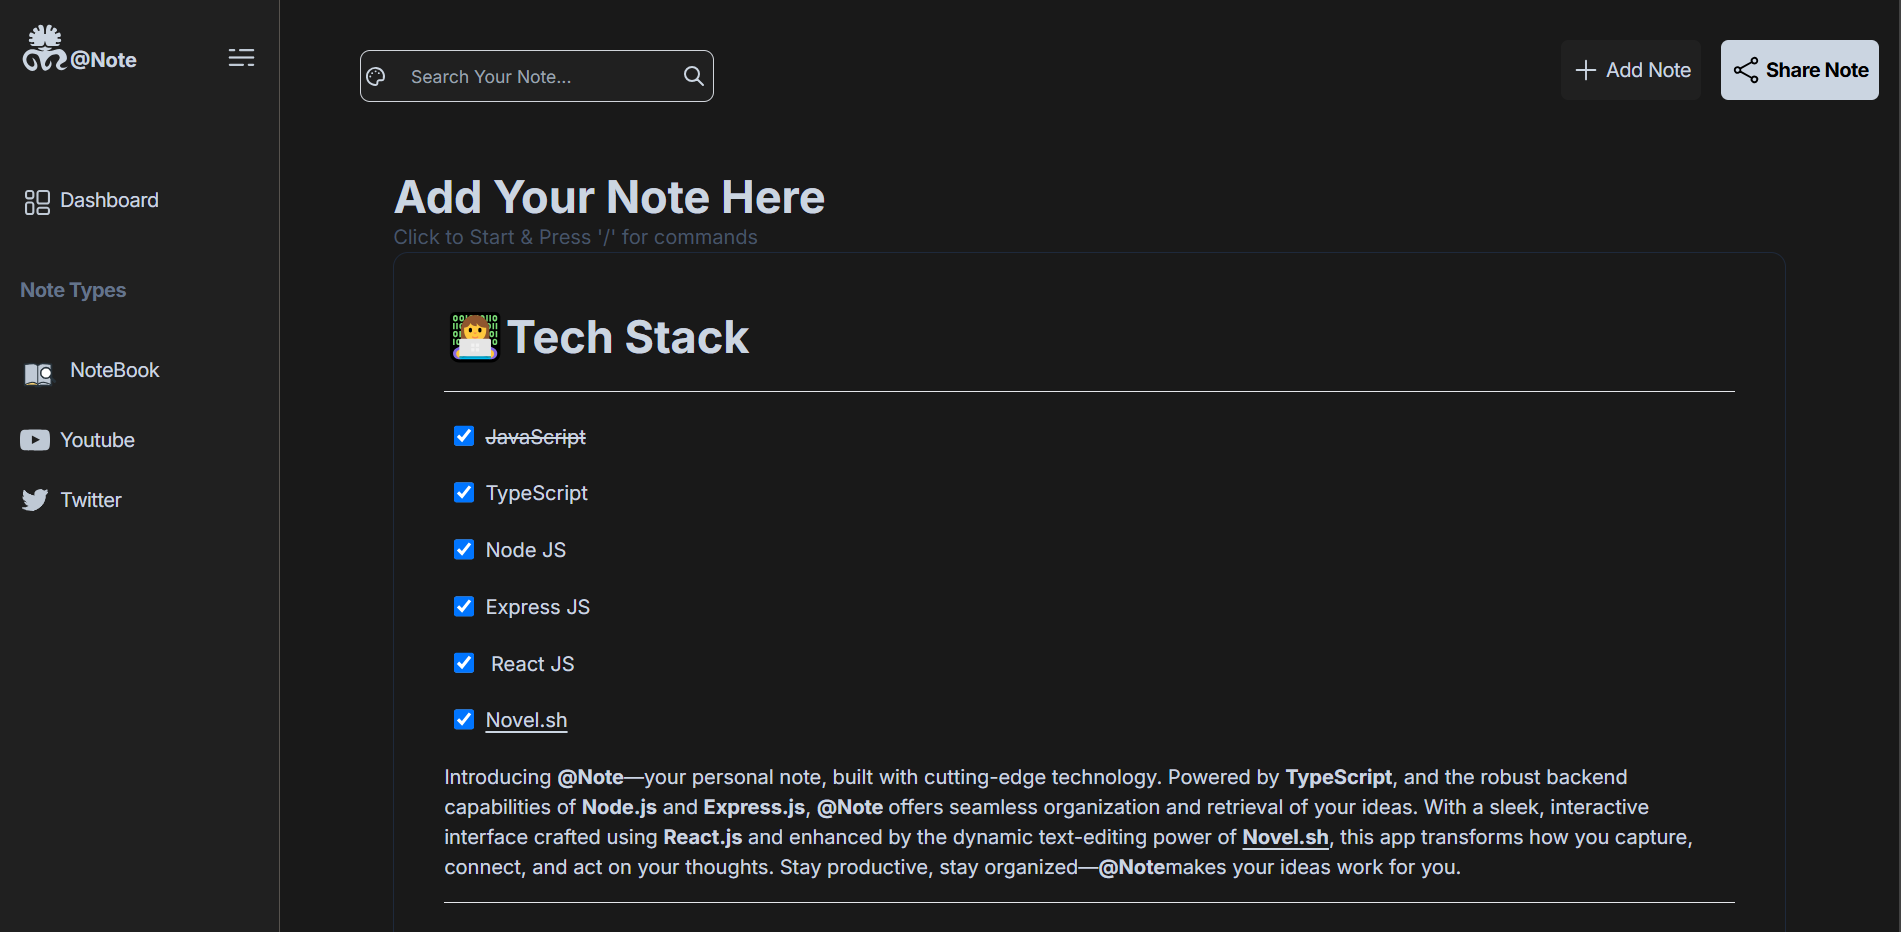 @Note
Search Your Note...
Add Note
Share Note
Dashboard
Note Types
NoteBook
Youtube
Twitter
Add Your Note Here
Click to Start & Press '/' for commands
Tech Stack
JavaScript
TypeScript
Node JS
Express JS
React JS
Novel.sh
Introducing @Note—your personal note, built with cutting-edge technology. Powered by TypeScript, and the robust backend
capabilities of Node.js and Express.js, @Note offers seamless organization and retrieval of your ideas. With a sleek, interactive
interface crafted using React.js and enhanced by the dynamic text-editing power of Novel.sh, this app transforms how you capture,
connect, and act on your thoughts. Stay productive, stay organized—@Notemakes your ideas work for you.